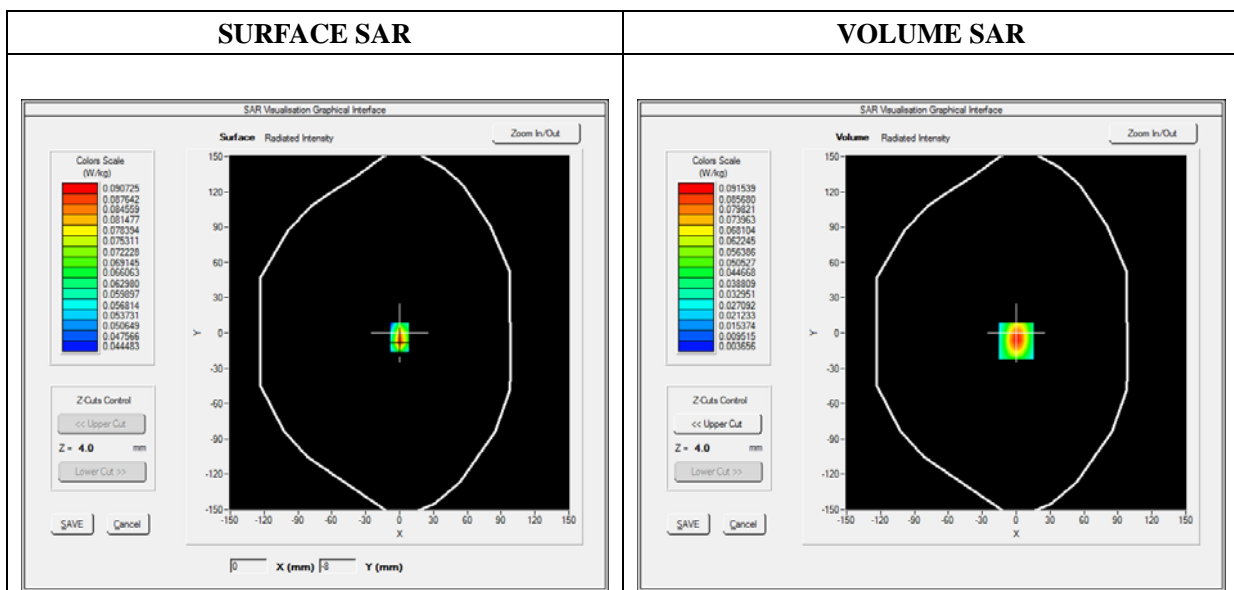 SURFACE SAR
VOLUME SAR
SAR Visualisation Graphical Interface
Surface Radiated Intensity
Zoom In/Out
Colors Scale
(W/kg)
0.090725
0.087642
0.084559
0.081477
0.078394
0.075311
0.072228
0.069145
0.066063
0.062980
0.059897
0.056814
0.053731
0.050649
0.047566
0.044483
Z-Cuts Control
<< Upper Cut
Z = 4.0 mm
Lower Cut >>
SAVE Cancel
150
120
90
60
30
0
-30
-60
-90
-120
-150
Y
-150 -120 -90 -60 -30 0 30 60 90 120 150
X
0 X (mm) -8 Y (mm)
SAR Visualisation Graphical Interface
Volume Radiated Intensity
Zoom In/Out
Colors Scale
(W/kg)
0.091539
0.085680
0.079821
0.073963
0.068104
0.062245
0.056386
0.050527
0.044668
0.038809
0.032951
0.027092
0.021233
0.015374
0.009515
0.003656
Z-Cuts Control
<< Upper Cut
Z = 4.0 mm
Lower Cut >>
SAVE Cancel
150
120
90
60
30
0
-30
-60
-90
-120
-150
Y
-150 -120 -90 -60 -30 0 30 60 90 120 150
X